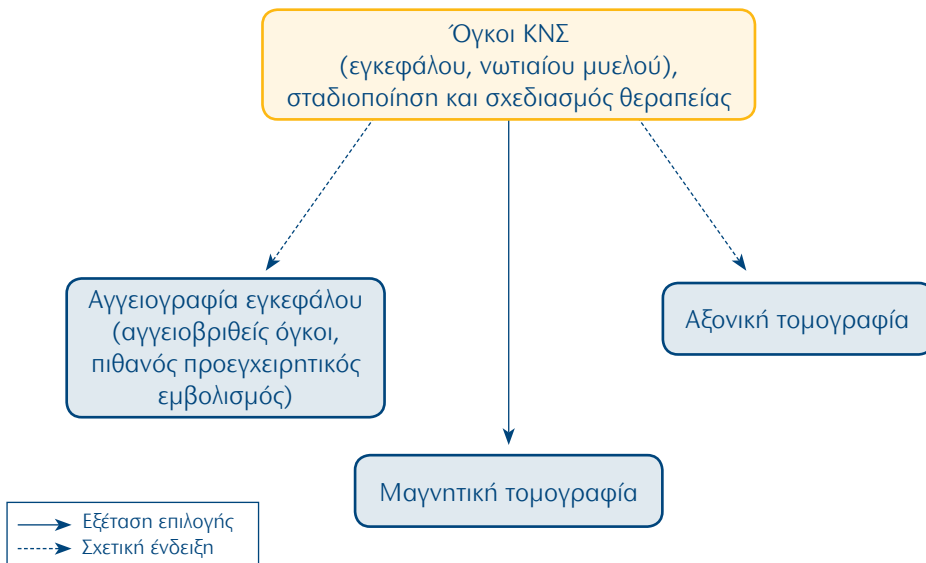 Όγκοι ΚΝΣ
(εγκεφάλου, νωτιαίου μυελού),
σταδιοποίηση και σχεδιασμός θεραπείας
Αγγειογραφία εγκεφάλου
(αγγειοβριθείς όγκοι,
πιθανός προεγχειρητικός
εμβολισμός)
Αξονική τομογραφία
Μαγνητική τομογραφία
Εξέταση επιλογής
Σχετική ένδειξη